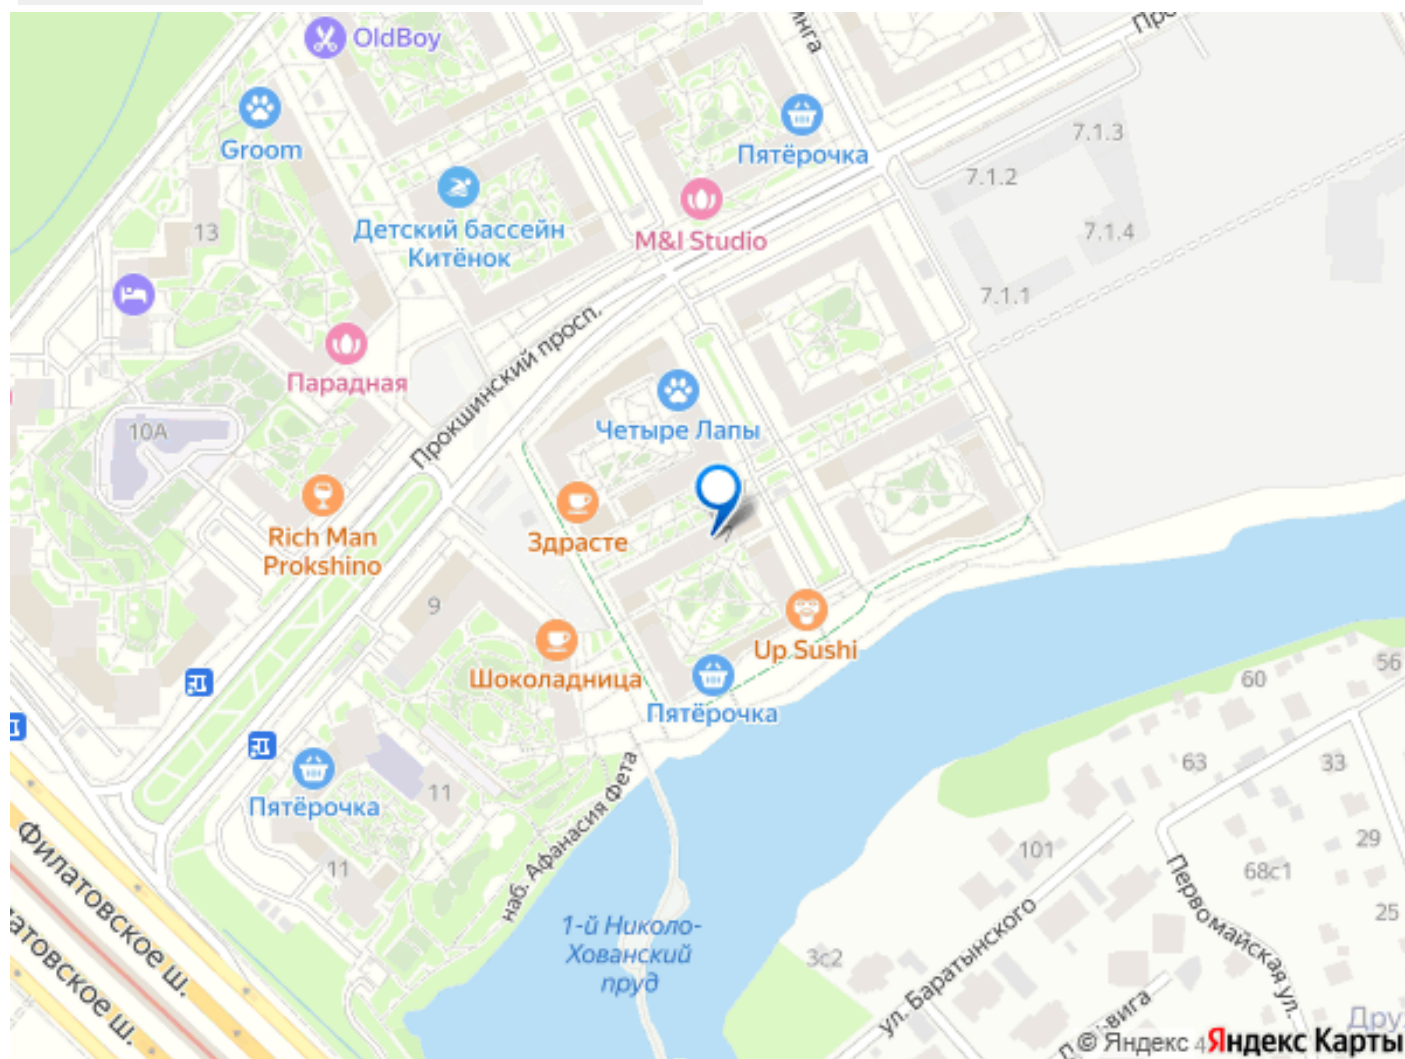 OldBoy
Groom
Пятёрочка
7.1.3
7.1.2
Детский бассейн
Китёнок
M&I Studio
13
7.1.4
7.1.1
Прокшинский просп.
Парадная
Четыре Лапы
10А
Rich Man
Prokshino
Здрасте
9
Up Sushi
Шоколадница
Пятёрочка
60
56
63
33
Пятёрочка
11
11
наб. Афанасия Фета
101
29
68с1
25
Филатовское ш.
1-й Николо-
Хованский
пруд
3с2
ул. Баратынского
Первомайская ул.
© Яндекс
Яндекс Карты